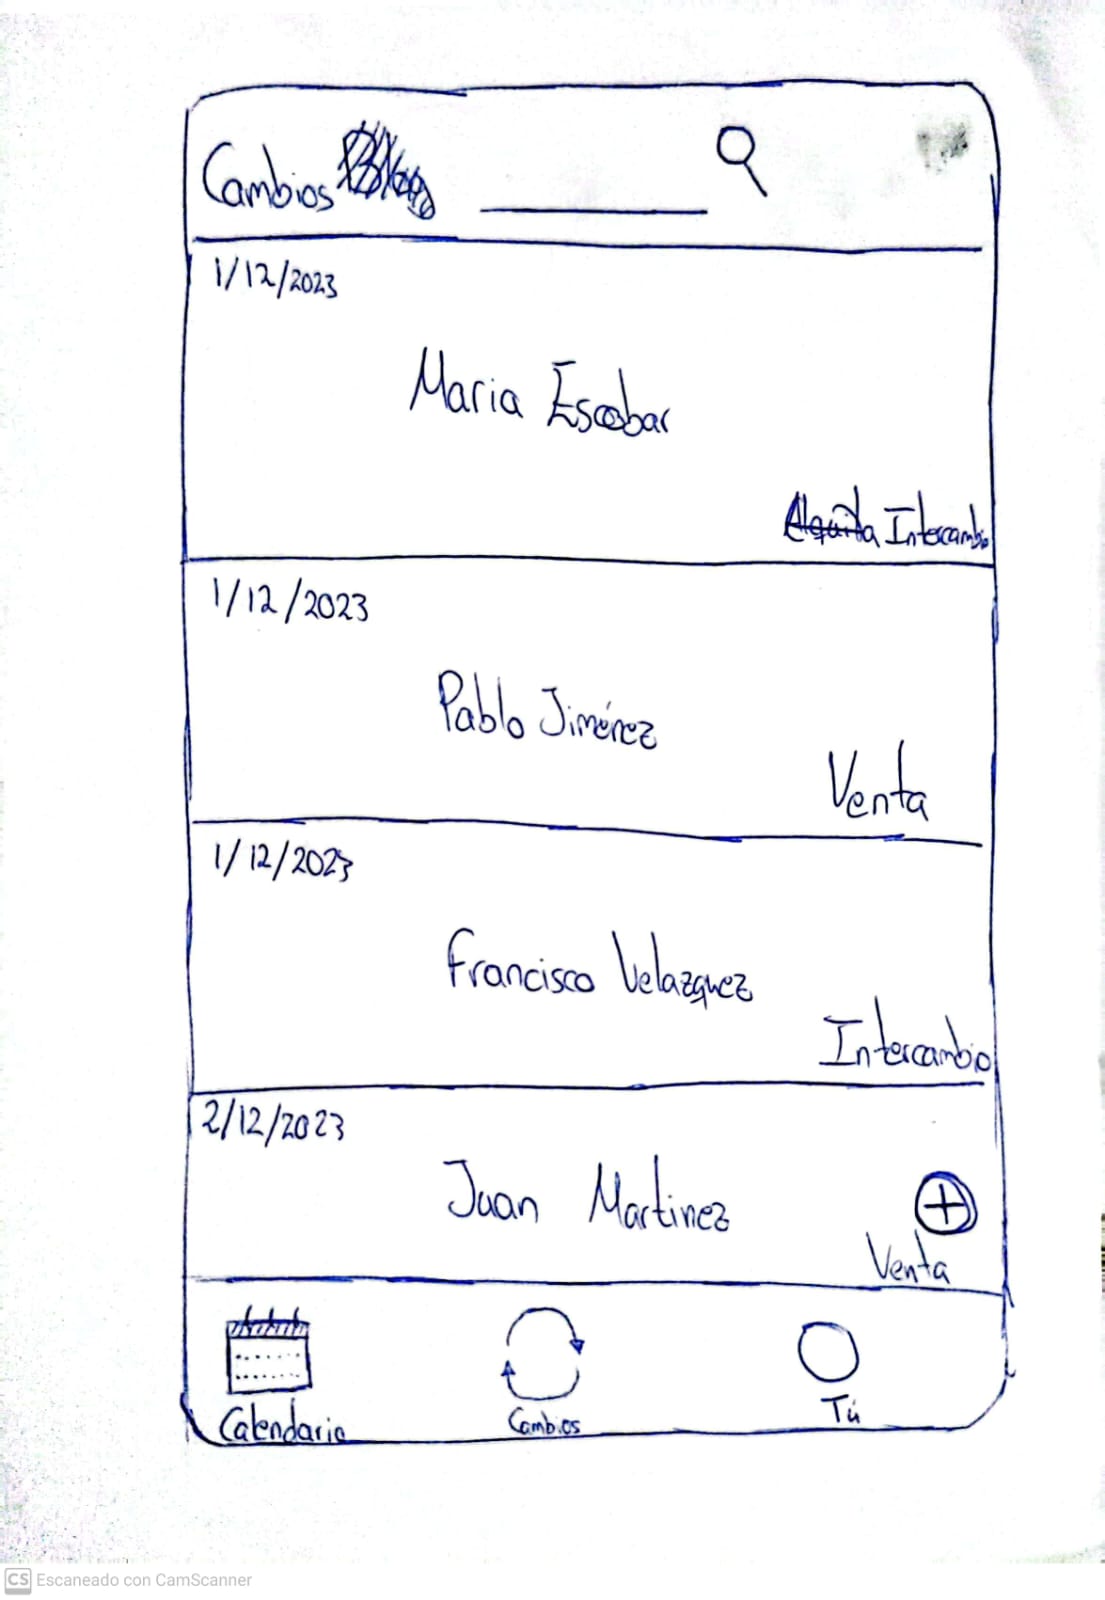 Cambios Blog
1/12/2023
Maria Escobar
Alquila Intercambio
1/12/2023
Pablo Jiménez
Venta
1/12/2023
Francisco Velazquez
Intercambio
2/12/2023
Juan Martinez
Venta
Calendario Cambios Tú
CS Escaneado con CamScanner